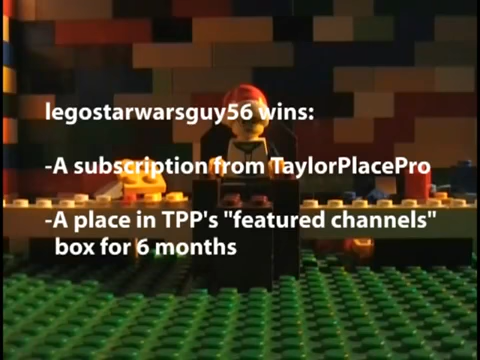 legostarwarsguy56 wins:
-A subscription from TaylorPlacePro
-A place in TPP's "featured channels"
box for 6 months